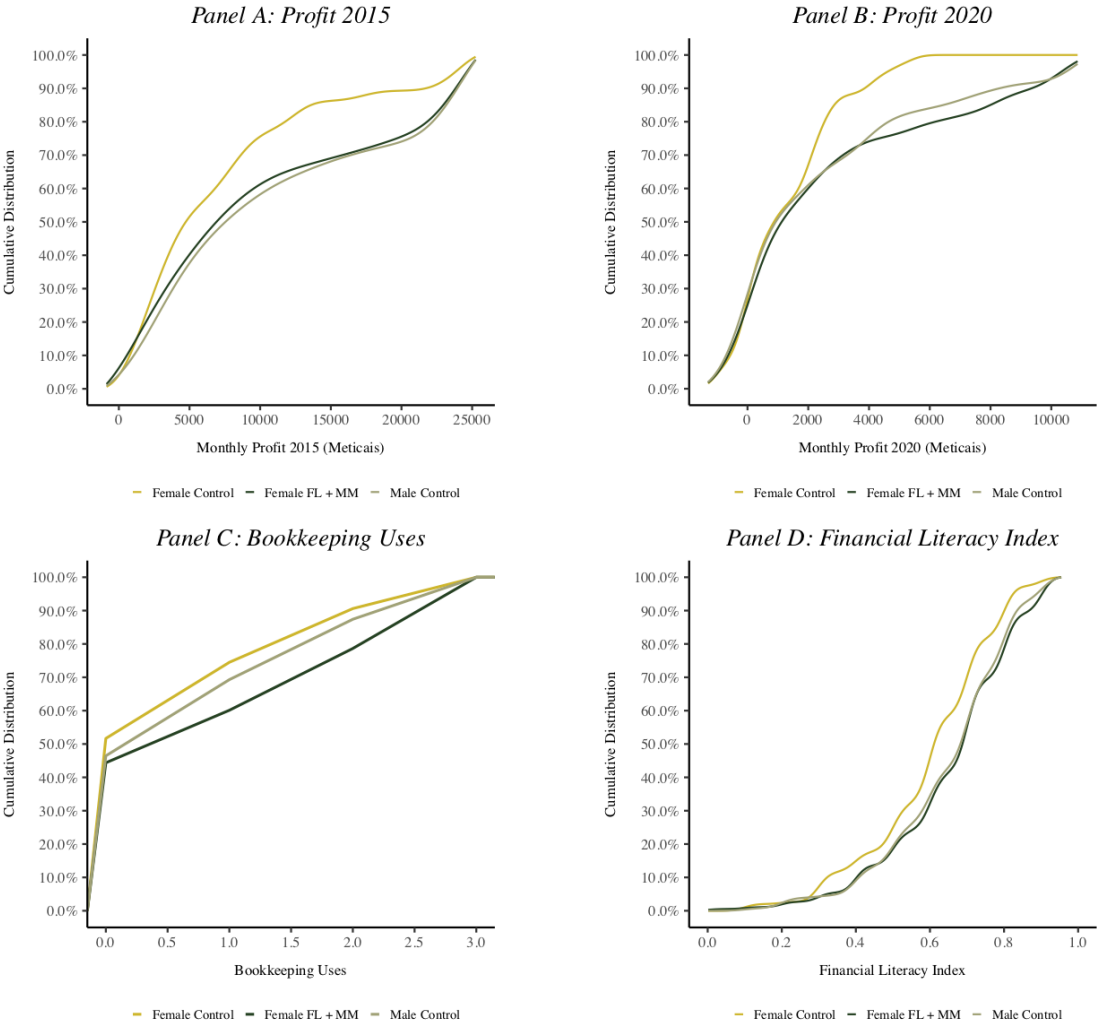 Panel A: Profit 2015
Cumulative Distribution
100.0%
90.0%
80.0%
70.0%
60.0%
50.0%
40.0%
30.0%
20.0%
10.0%
0.0%
0 5000 10000 15000 20000 25000
Monthly Profit 2015 (Meticais)
Female Control Female FL + MM Male Control
Panel B: Profit 2020
Cumulative Distribution
100.0%
90.0%
80.0%
70.0%
60.0%
50.0%
40.0%
30.0%
20.0%
10.0%
0.0%
0 2000 4000 6000 8000 10000
Monthly Profit 2020 (Meticais)
Female Control Female FL + MM Male Control
Panel C: Bookkeeping Uses
Cumulative Distribution
100.0%
90.0%
80.0%
70.0%
60.0%
50.0%
40.0%
30.0%
20.0%
10.0%
0.0%
0.0 0.5 1.0 1.5 2.0 2.5 3.0
Bookkeeping Uses
Female Control Female FL + MM Male Control
Panel D: Financial Literacy Index
Cumulative Distribution
100.0%
90.0%
80.0%
70.0%
60.0%
50.0%
40.0%
30.0%
20.0%
10.0%
0.0%
0.0 0.2 0.4 0.6 0.8 1.0
Financial Literacy Index
Female Control Female FL + MM Male Control